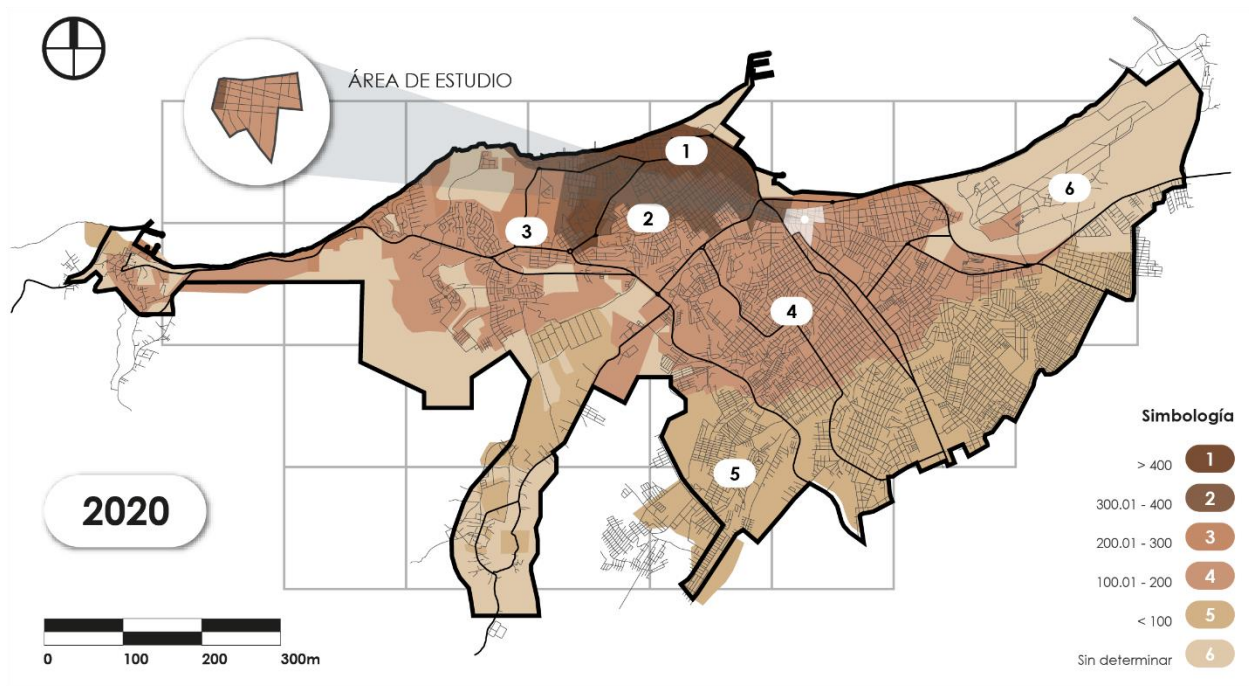 ÁREA DE ESTUDIO
1
2
3
4
5
6
2020
0 100 200 300m
Simbología
> 400 1
300.01 - 400 2
200.01 - 300 3
100.01 - 200 4
< 100 5
Sin determinar 6